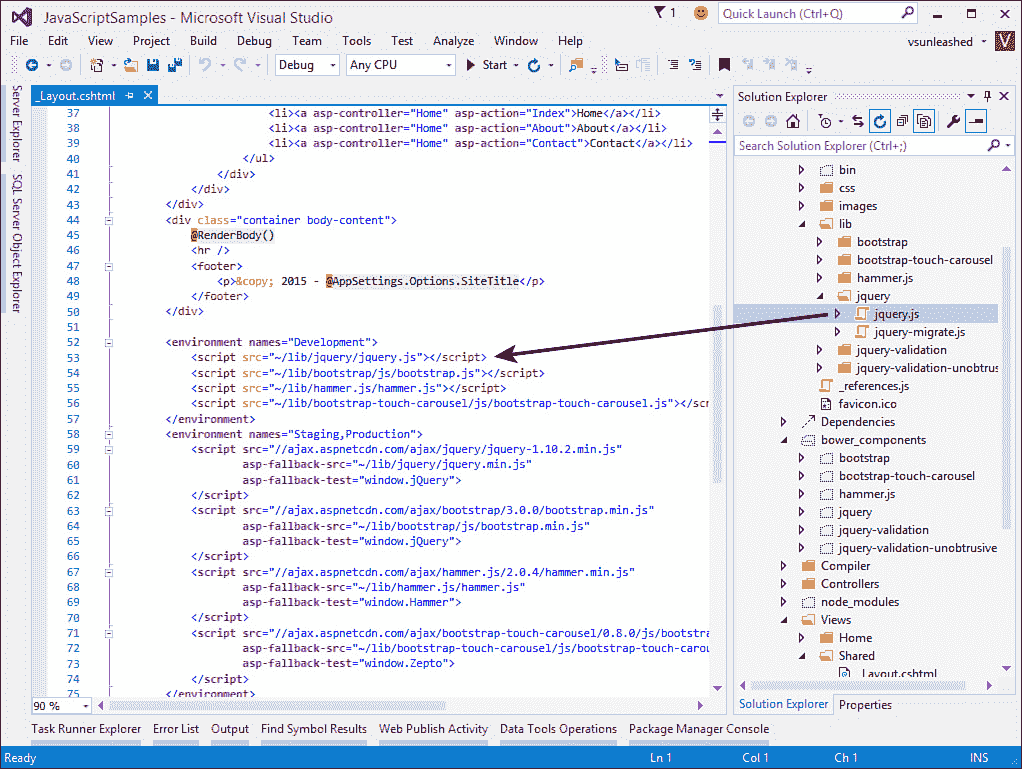 JavaScriptSamples - Microsoft Visual Studio
1
Quick Launch (Ctrl+Q)
File Edit View Project Build Debug Team Tools Test Analyze Window Help
vsunleashed
V
Debug Any CPU Start
Server Explorer
SQL Server Object Explorer
_Layout.cshtml
37 <li><a asp-controller="Home" asp-action="Index">Home</a></li>
38 <li><a asp-controller="Home" asp-action="About">About</a></li>
39 <li><a asp-controller="Home" asp-action="Contact">Contact</a></li>
40 </ul>
41 </div>
42 </div>
43 </div>
44 <div class="container body-content">
45 @RenderBody()
46 <hr />
47 <footer>
48 <p>&copy; 2015 - @AppSettings.Options.SiteTitle</p>
49 </footer>
50 </div>
51
52 <environment names="Development">
53 <script src="~/lib/jquery/jquery.js"></script>
54 <script src="~/lib/bootstrap/js/bootstrap.js"></script>
55 <script src="~/lib/hammer.js/hammer.js"></script>
56 <script src="~/lib/bootstrap-touch-carousel/js/bootstrap-touch-carousel.js"></scr
57 </environment>
58 <environment names="Staging,Production">
59 <script src="//ajax.aspnetcdn.com/ajax/jquery/jquery-1.10.2.min.js"
60 asp-fallback-src="~/lib/jquery/jquery.min.js"
61 asp-fallback-test="window.jQuery">
62 </script>
63 <script src="//ajax.aspnetcdn.com/ajax/bootstrap/3.0.0/bootstrap.min.js"
64 asp-fallback-src="~/lib/bootstrap/js/bootstrap.min.js"
65 asp-fallback-test="window.jQuery">
66 </script>
67 <script src="//ajax.aspnetcdn.com/ajax/hammer.js/2.0.4/hammer.min.js"
68 asp-fallback-src="~/lib/hammer.js/hammer.js"
69 asp-fallback-test="window.Hammer">
70 </script>
71 <script src="//ajax.aspnetcdn.com/ajax/bootstrap-touch-carousel/0.8.0/js/bootstra
72 asp-fallback-src="~/lib/bootstrap-touch-carousel/js/bootstrap-touch-carou
73 asp-fallback-test="window.Zepto">
74 </script>
75 </environment>
90 %
Solution Explorer
Search Solution Explorer (Ctrl+;)
bin
css
images
lib
bootstrap
bootstrap-touch-carousel
hammer.js
jquery
jquery.js
jquery-migrate.js
jquery-validation
jquery-validation-unobtrus
_references.js
favicon.ico
Dependencies
bower_components
bootstrap
bootstrap-touch-carousel
hammer.js
jquery
jquery-validation
jquery-validation-unobtrusive
Compiler
Controllers
node_modules
Views
Home
Shared
_Layout.cshtml
Solution Explorer Properties
Task Runner Explorer Error List Output Find Symbol Results Web Publish Activity Data Tools Operations Package Manager Console
Ready Ln 1 Col 1 Ch 1 INS